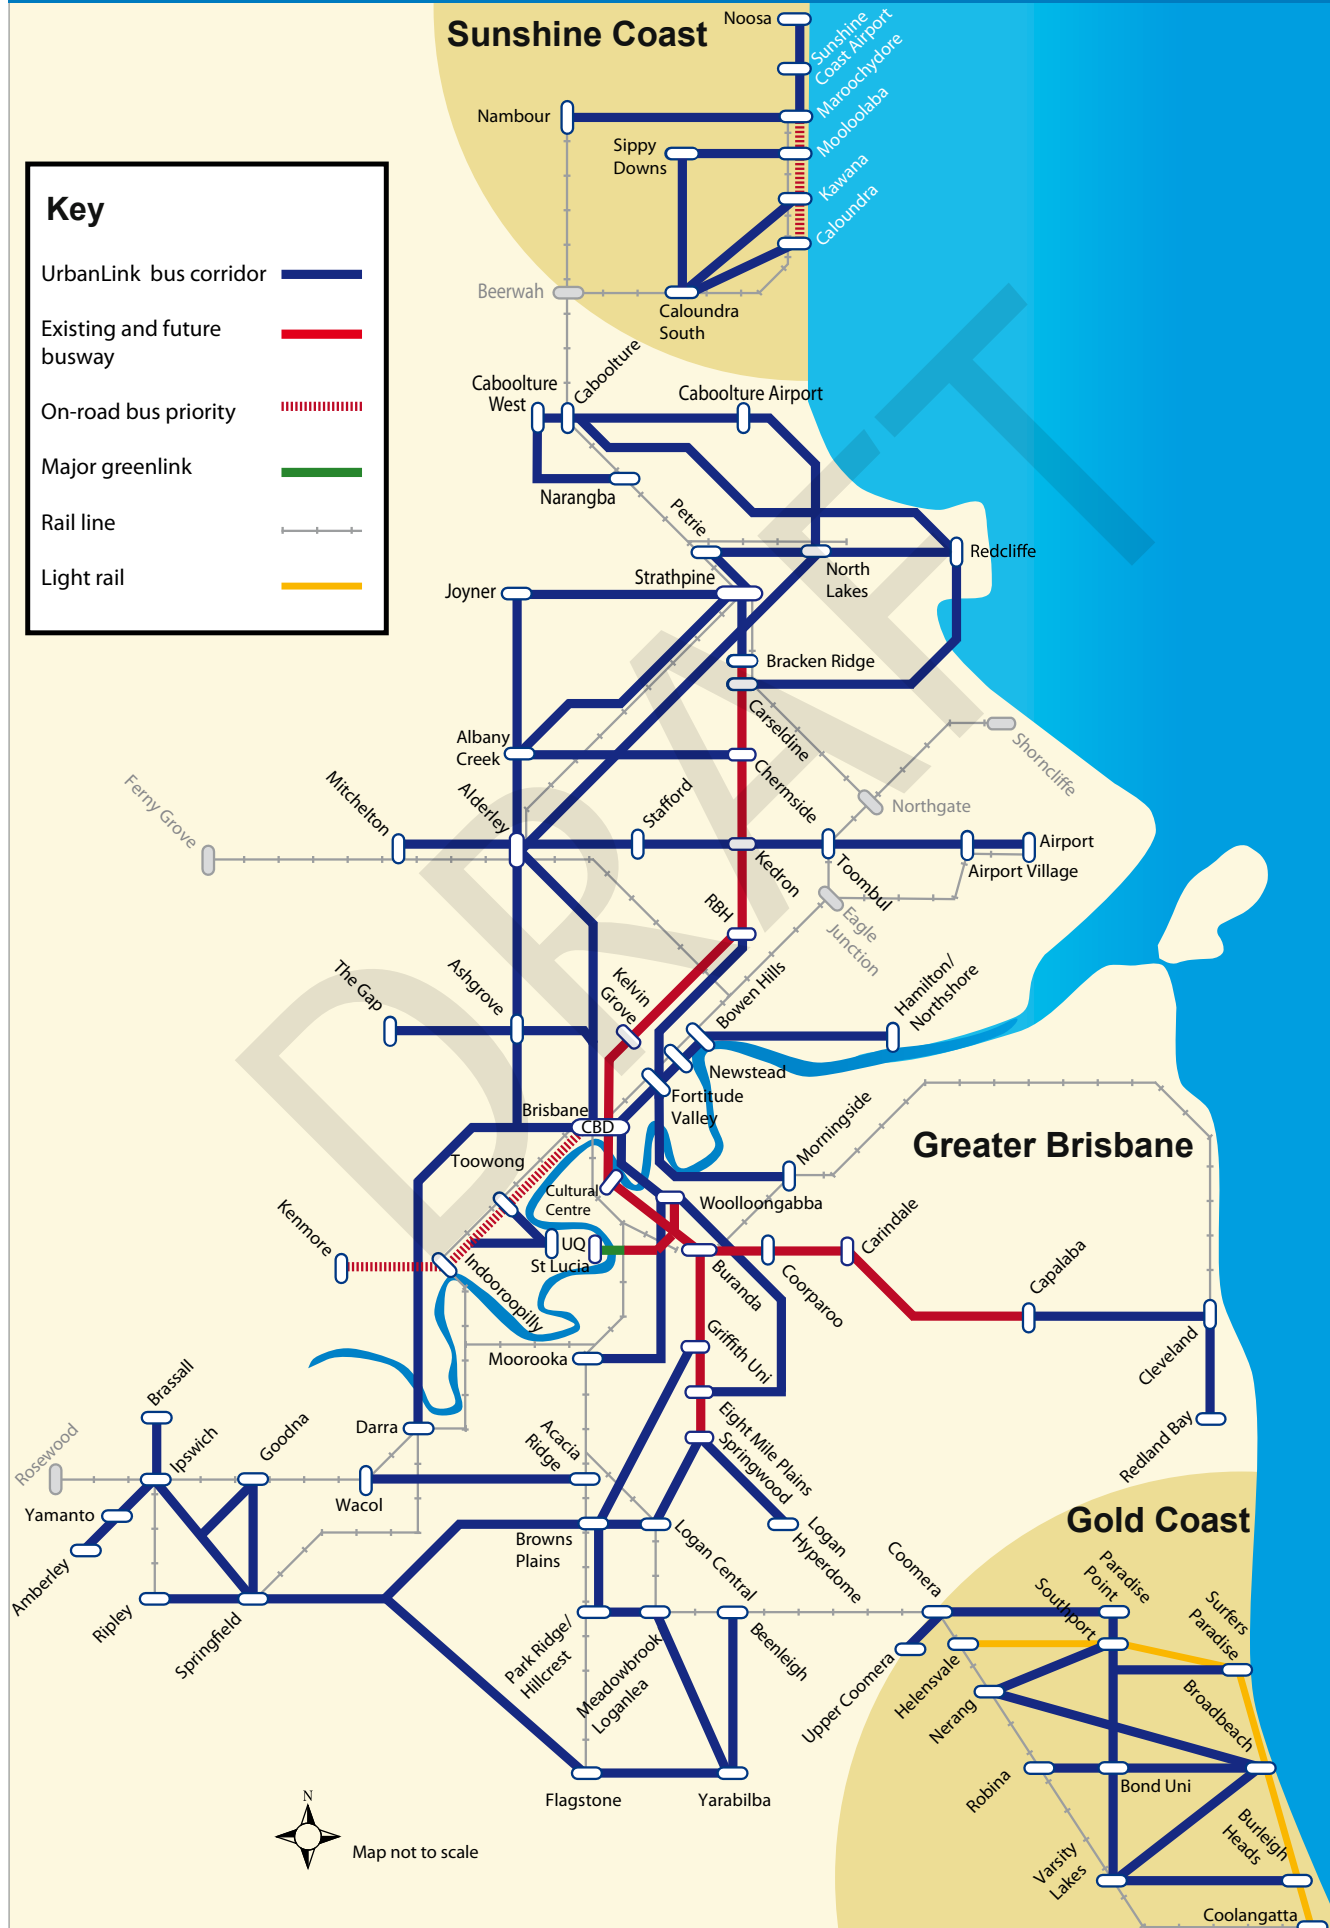 Sunshine Coast
Noosa
Sunshine
Coast Airport
Maroochydore
Mooloolaba
Kawana
Caloundra
Nambour
Sippy
Downs
Beerwah
Caloundra
South
Key
UrbanLink bus corridor
Existing and future
busway
On-road bus priority
Major greenlink
Rail line
Light rail
Caboolture
West
Caboolture
Caboolture Airport
Narangba
Petrie
Redcliffe
North
Lakes
Strathpine
Joyner
Bracken Ridge
Carseldine
Albany
Creek
Chermside
Shorncliffe
Northgate
Ferny Grove
Mitchelton
Alderley
Stafford
Kedron
Toombul
Airport
Airport Village
RBH
Eagle
Junction
The Gap
Ashgrove
Kelvin
Grove
Bowen Hills
Hamilton/
Northshore
Newstead
Fortitude
Valley
Brisbane
CBD
Morningside
Greater Brisbane
Toowong
Cultural
Centre
Woolloongabba
Kenmore
UQ
St Lucia
Indooroopilly
Buranda
Coorparoo
Carindale
Capalaba
Cleveland
Redland Bay
Griffith Uni
Moorooka
Eight Mile Plains
Springwood
Logan
Hyperdome
Brassall
Ipswich
Goodna
Darra
Acacia
Ridge
Rosewood
Yamanto
Wacol
Amberley
Browns
Plains
Logan Central
Ripley
Springfield
Park Ridge/
Hillcrest
Meadowbrook
Loganlea
Beenleigh
Flagstone
Yarabilba
Gold Coast
Coomera
Paradise
Point
Southport
Surfers
Paradise
Upper Coomera
Helensvale
Nerang
Broadbeach
Robina
Bond Uni
Burleigh
Heads
Varsity
Lakes
Coolangatta
N
Map not to scale
DRAFT